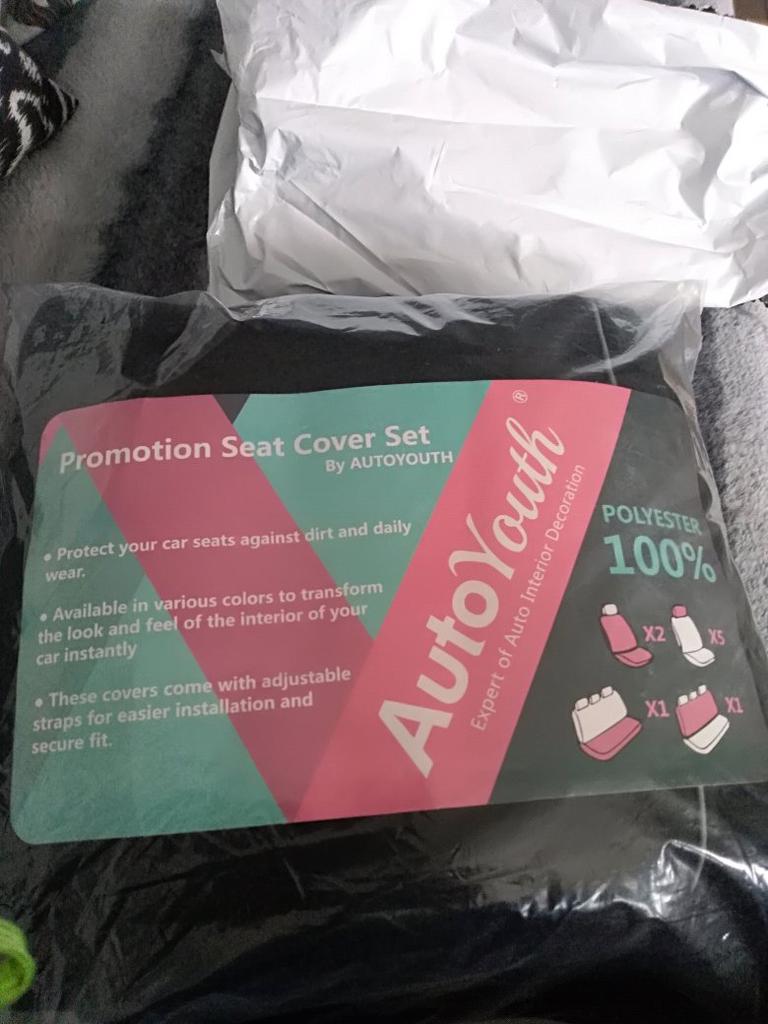 Promotion Seat Cover Set
By AUTOYOUTH
• Protect your car seats against dirt and daily
wear.
• Available in various colors to transform
the look and feel of the interior of your
car instantly
• These covers come with adjustable
straps for easier installation and
secure fit.
AutoYouth®
Expert of Auto Interior Decoration
POLYESTER
100%
X2 X5
X1 X1